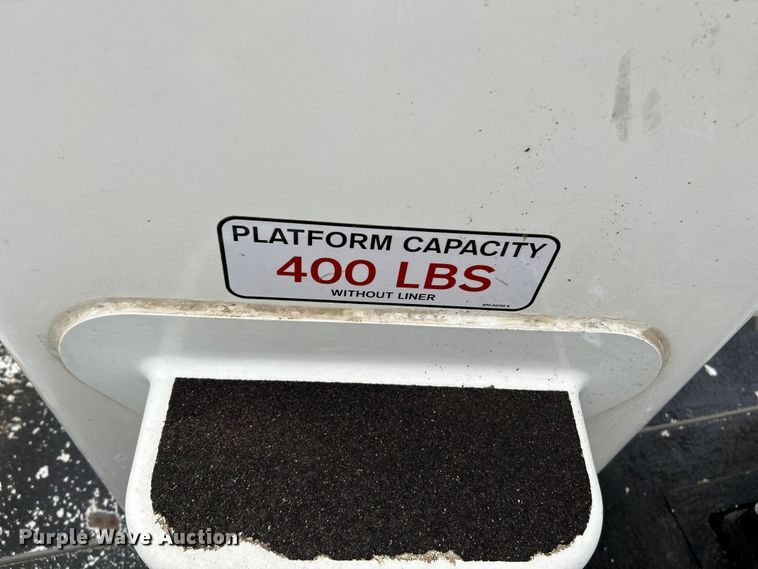 PLATFORM CAPACITY
400 LBS
WITHOUT LINER
Purple Wave Auction